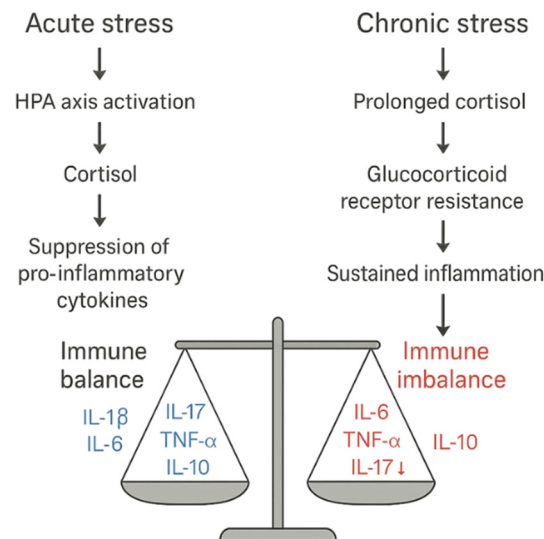 Acute stress
HPA axis activation
Cortisol
Suppression of
pro-inflammatory
cytokines
Immune
balance
IL-1β
IL-6
IL-17
TNF-α
IL-10
Chronic stress
Prolonged cortisol
Glucocorticoid
receptor resistance
Sustained inflammation
Immune
imbalance
IL-6
TNF-α
IL-17↓
IL-10